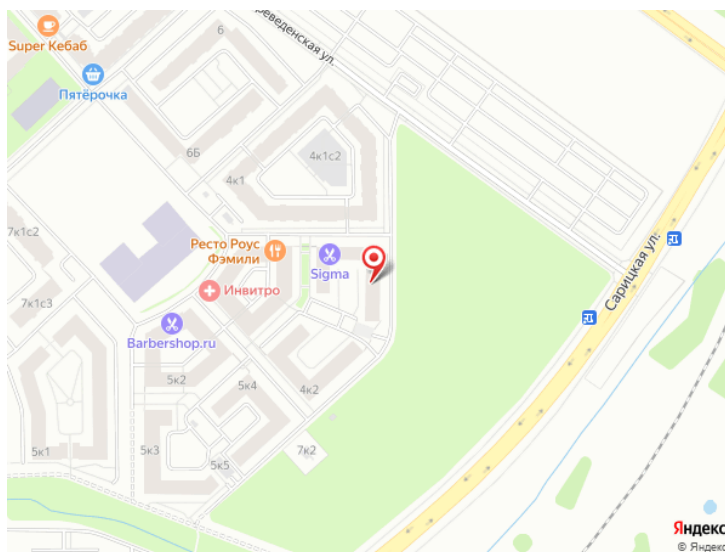 Super Кебаб
6
реведенская ул.
Пятёрочка
6Б
4к1с2
4к1
7к1с2
Ресто Роус
Фэмили
Sigma
Сарицкая ул.
Инвитро
7к1с3
Barbershop.ru
5к2
5к4
4к2
5к1
5к3
7к2
5к5
Яндекс
© Яндекс